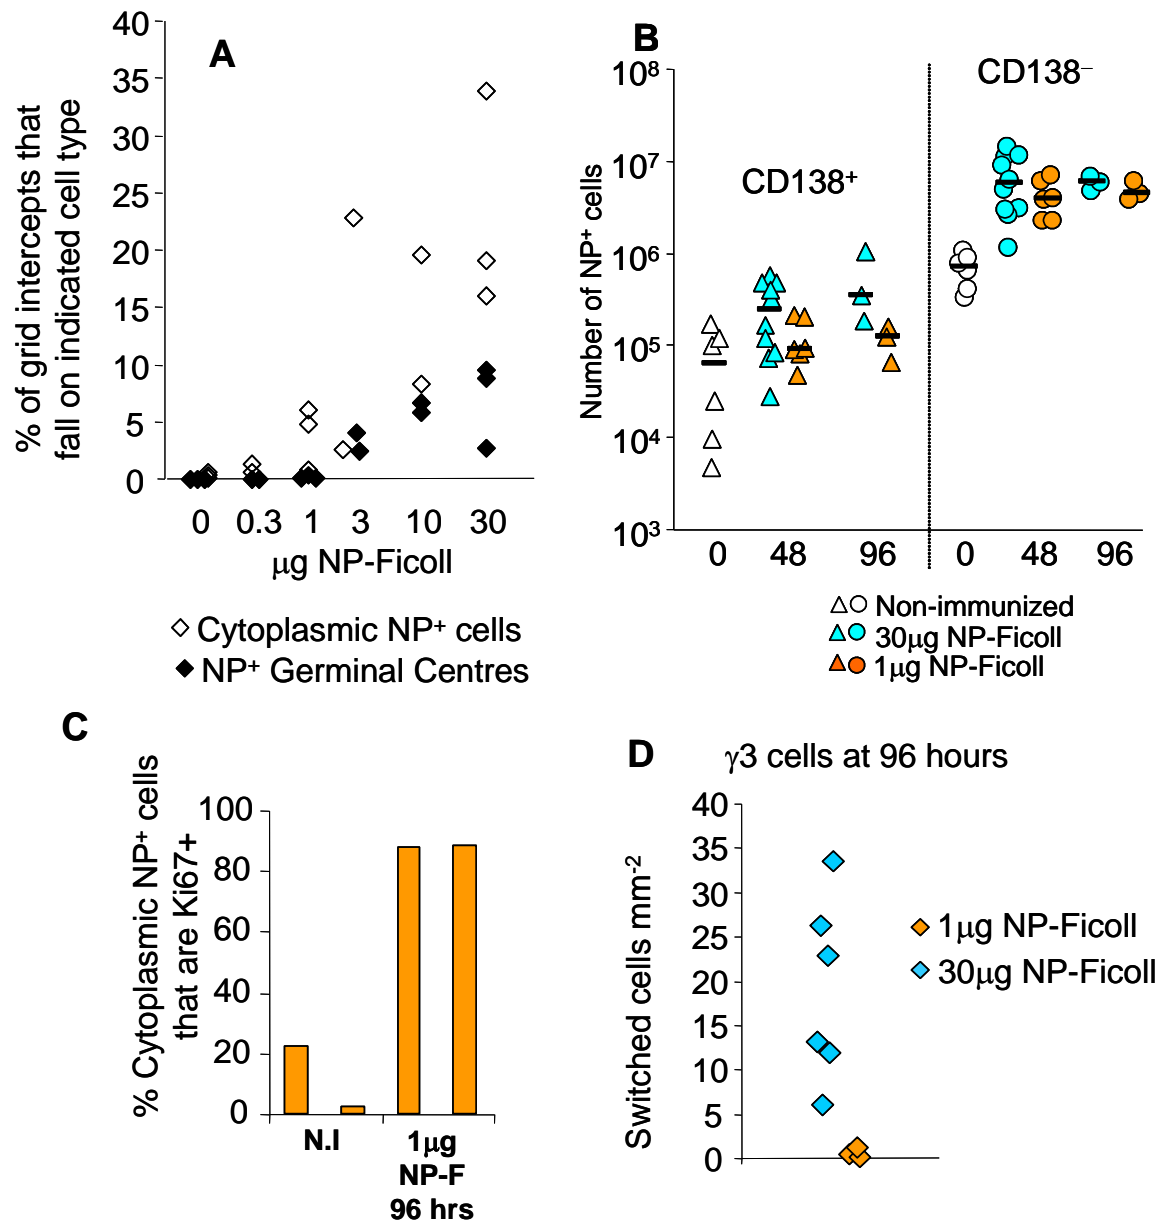 A
% of grid intercepts that
fall on indicated cell type
40
35
30
25
20
15
10
5
0
0 0.3 1 3 10 30
μg NP-Ficoll
Cytoplasmic NP⁺ cells
NP⁺ Germinal Centres
B
Number of NP⁺ cells
10⁸
10⁷
10⁶
10⁵
10⁴
10³
CD138⁺
CD138⁻
0 48 96 0 48 96
Non-immunized
30μg NP-Ficoll
1μg NP-Ficoll
C
% Cytoplasmic NP⁺ cells
that are Ki67+
100
80
60
40
20
0
N.I 1μg
NP-F
96 hrs
D
γ3 cells at 96 hours
Switched cells mm⁻²
40
35
30
25
20
15
10
5
0
1μg NP-Ficoll
30μg NP-Ficoll